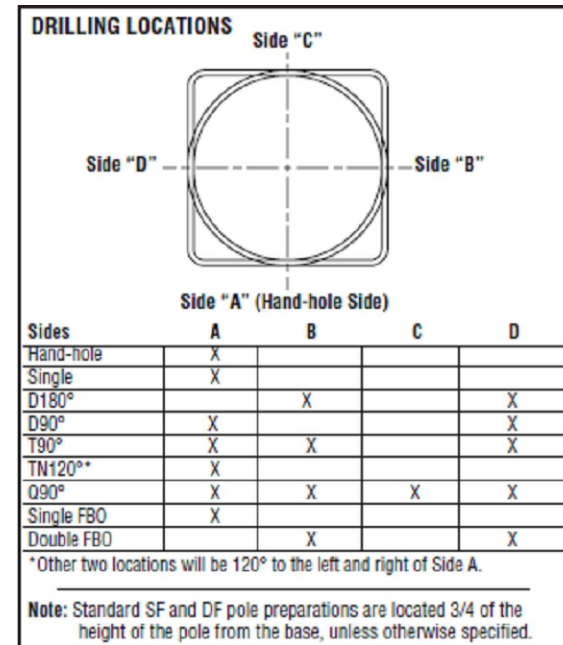 DRILLING LOCATIONS
Side "C"
Side "D"
Side "B"
Side "A" (Hand-hole Side)
Sides A B C D
Hand-hole X
Single X
D180° X X
D90° X X
T90° X X X
TN120°* X
Q90° X X X X
Single FBO X
Double FBO X X
*Other two locations will be 120° to the left and right of Side A.
Note: Standard SF and DF pole preparations are located 3/4 of the
height of the pole from the base, unless otherwise specified.